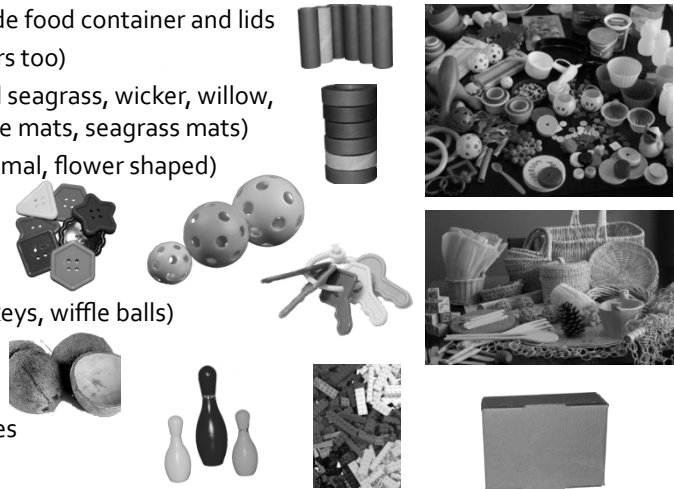 de food container and lids
rs too)
l seagrass, wicker, willow,
e mats, seagrass mats)
mal, flower shaped)
keys, wiffle balls)
es